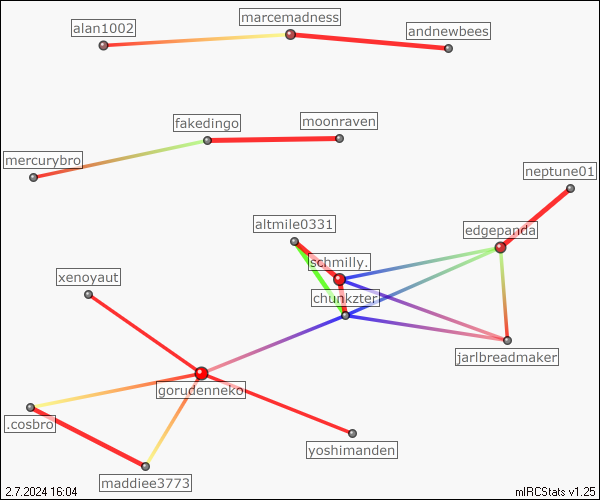 marcemadness
alan1002
andnewbees
moonraven
fakedingo
mercurybro
neptune01
altmile0331
edgepanda
schmilly.
xenoyaut
chunkzter
jarlbreadmaker
gorudenneko
.cosbro
yoshimanden
maddiee3773
2.7.2024 16:04
mIRCStats v1.25